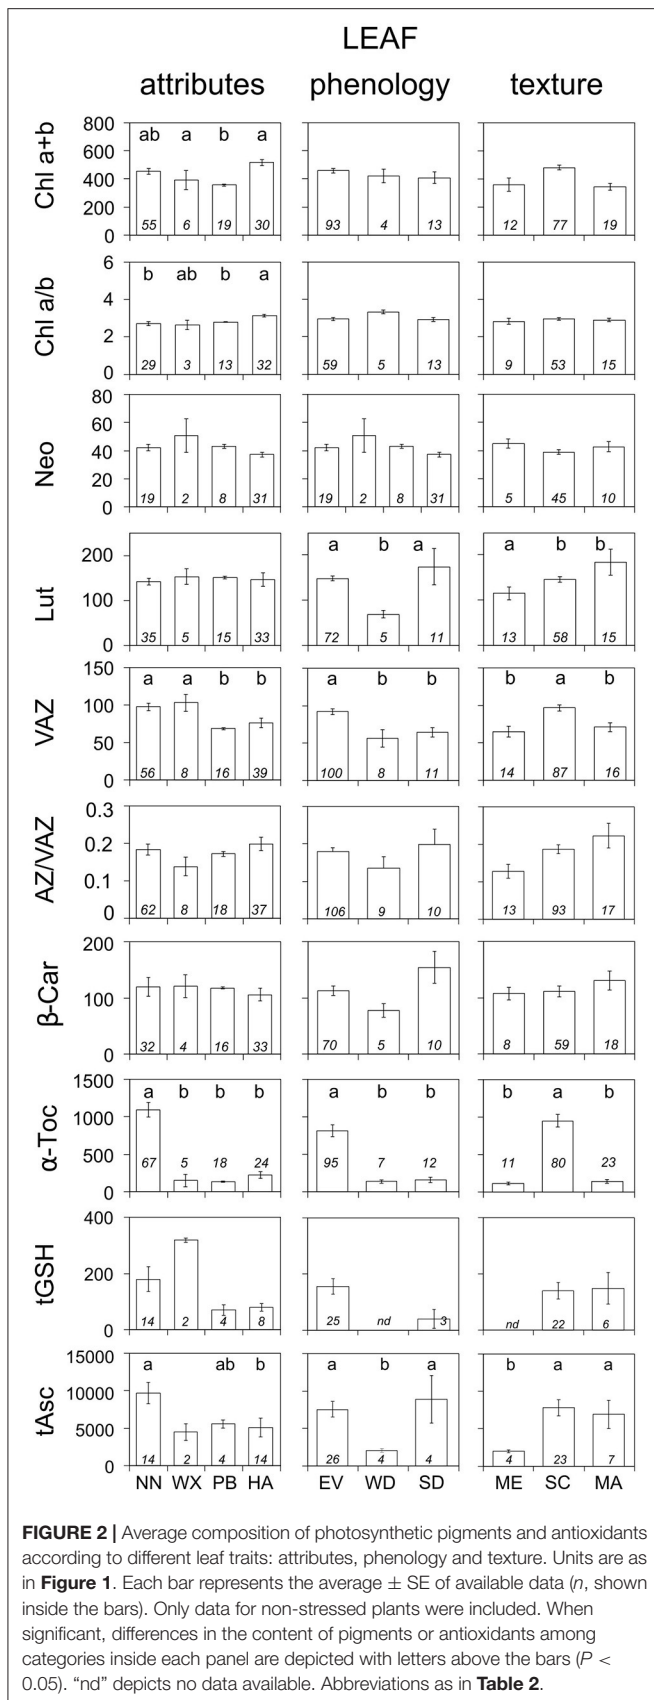 LEAF
attributes phenology texture
Chl a+b
800
600
400
200
0
ab a b a
55 6 19 30
93 4 13
12 77 19
Chl a/b
6
4
2
0
b ab b a
29 3 13 32
59 5 13
9 53 15
Neo
80
60
40
20
0
19 2 8 31
19 2 8 31
5 45 10
Lut
200
100
0
35 5 15 33
a b a
72 5 11
a b b
13 58 15
VAZ
150
100
50
0
a a b b
56 8 16 39
a b b
100 8 11
b a b
14 87 16
AZ/VAZ
0.3
0.2
0.1
0
62 8 18 37
106 9 10
13 93 17
β-Car
200
100
0
32 4 16 33
70 5 10
8 59 18
α-Toc
1500
1000
500
0
a b b b
67 5 18 24
a b b
95 7 12
b a b
11 80 23
tGSH
400
200
0
14 2 4 8
25 nd 3
nd 22 6
tAsc
15000
10000
5000
0
a ab b
14 2 4 14
a b a
26 4 4
b a a
4 23 7
NN WX PB HA EV WD SD ME SC MA
FIGURE 2 | Average composition of photosynthetic pigments and antioxidants
according to different leaf traits: attributes, phenology and texture. Units are as
in Figure 1. Each bar represents the average ± SE of available data (n, shown
inside the bars). Only data for non-stressed plants were included. When
significant, differences in the content of pigments or antioxidants among
categories inside each panel are depicted with letters above the bars (P <
0.05). “nd” depicts no data available. Abbreviations as in Table 2.